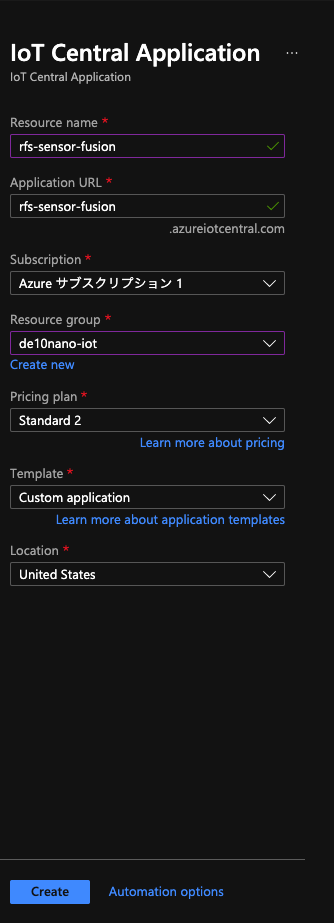 IoT Central Application ...
IoT Central Application
Resource name *
rfs-sensor-fusion
Application URL *
rfs-sensor-fusion
.azureiotcentral.com
Subscription *
Azure サブスクリプション 1
Resource group *
de10nano-iot
Create new
Pricing plan *
Standard 2
Learn more about pricing
Template *
Custom application
Learn more about application templates
Location *
United States
Create Automation options